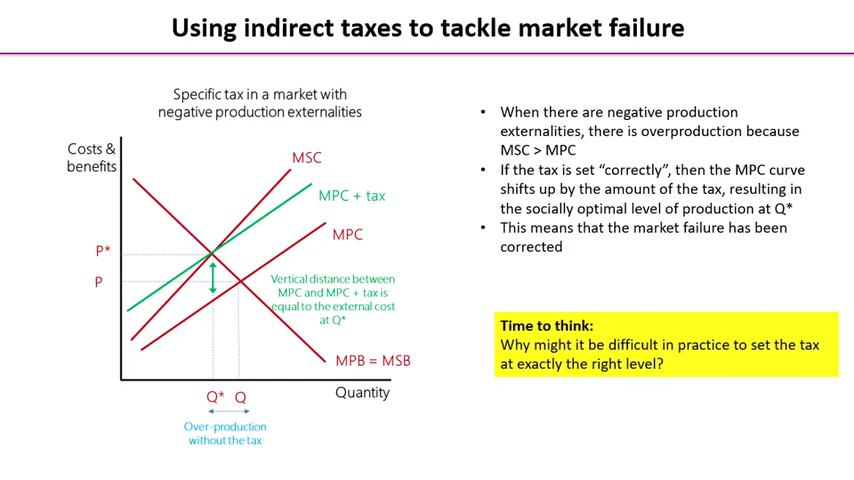 Using indirect taxes to tackle market failure
Specific tax in a market with
negative production externalities
Costs &
benefits
MSC
MPC + tax
MPC
P*
P
Vertical distance between
MPC and MPC + tax is
equal to the external cost
at Q*
MPB = MSB
Q* Q
Quantity
Over-production
without the tax
• When there are negative production
externalities, there is overproduction because
MSC > MPC
• If the tax is set “correctly”, then the MPC curve
shifts up by the amount of the tax, resulting in
the socially optimal level of production at Q*
• This means that the market failure has been
corrected
Time to think:
Why might it be difficult in practice to set the tax
at exactly the right level?